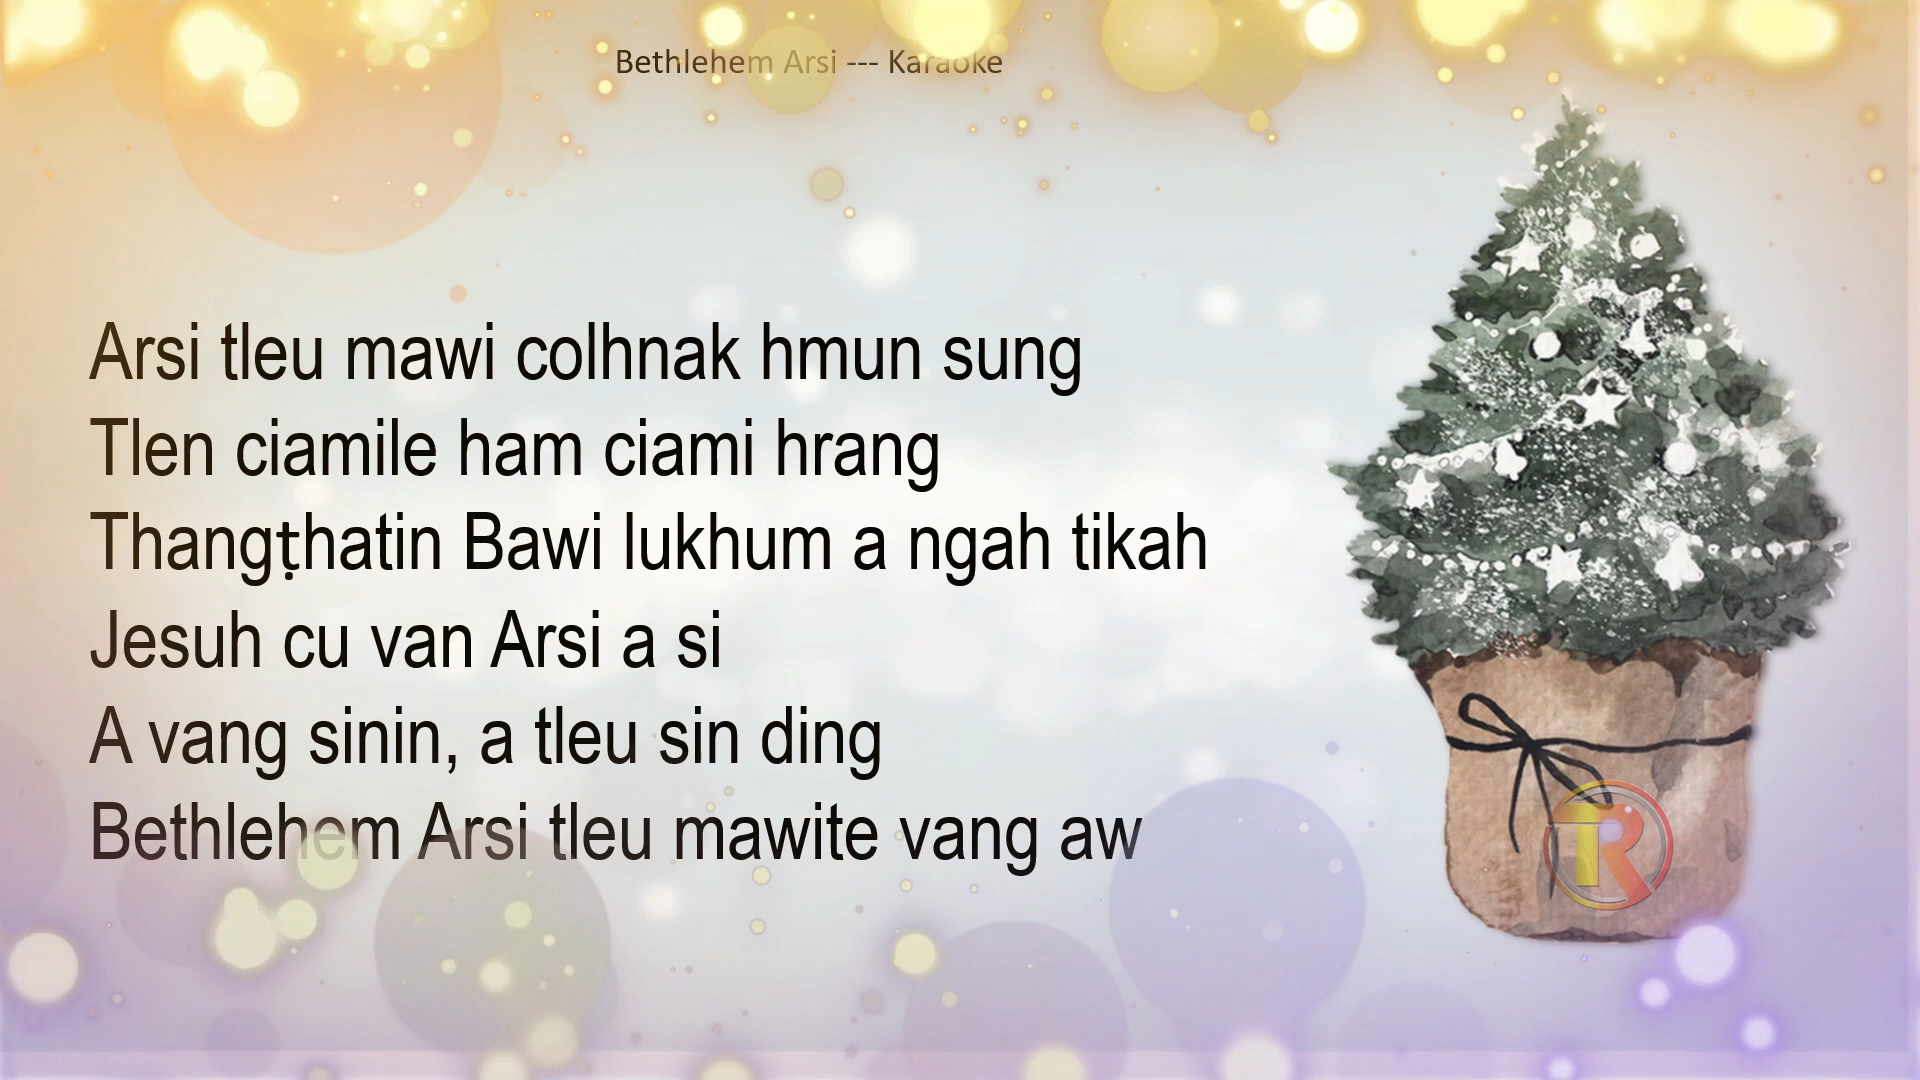 Bethlehem Arsi --- Karaoke
Arsi tleu mawi colhnak hmun sung
Tlen ciamile ham ciami hrang
Thangṭhatin Bawi lukhum a ngah tikah
Jesuh cu van Arsi a si
A vang sinin, a tleu sin ding
Bethlehem Arsi tleu mawite vang aw
TR